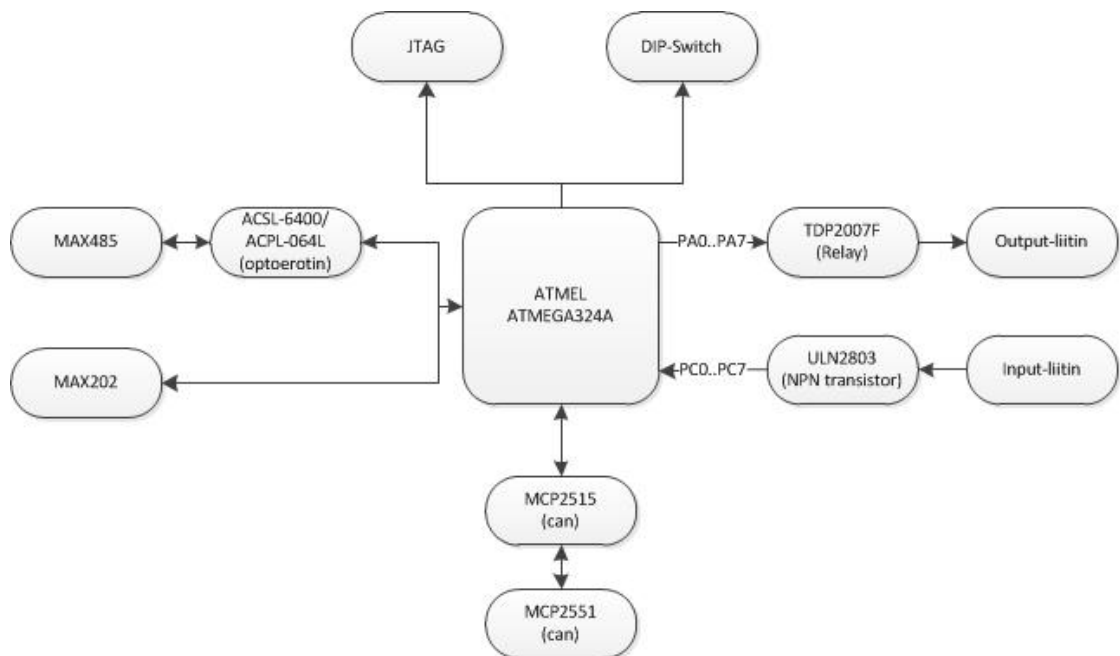 JTAG
DIP-Switch
MAX485
ACSL-6400/
ACPL-064L
(optoerotin)
MAX202
ATMEL
ATMEGA324A
PA0..PA7
TDP2007F
(Relay)
Output-liitin
PC0..PC7
ULN2803
(NPN transistor)
Input-liitin
MCP2515
(can)
MCP2551
(can)